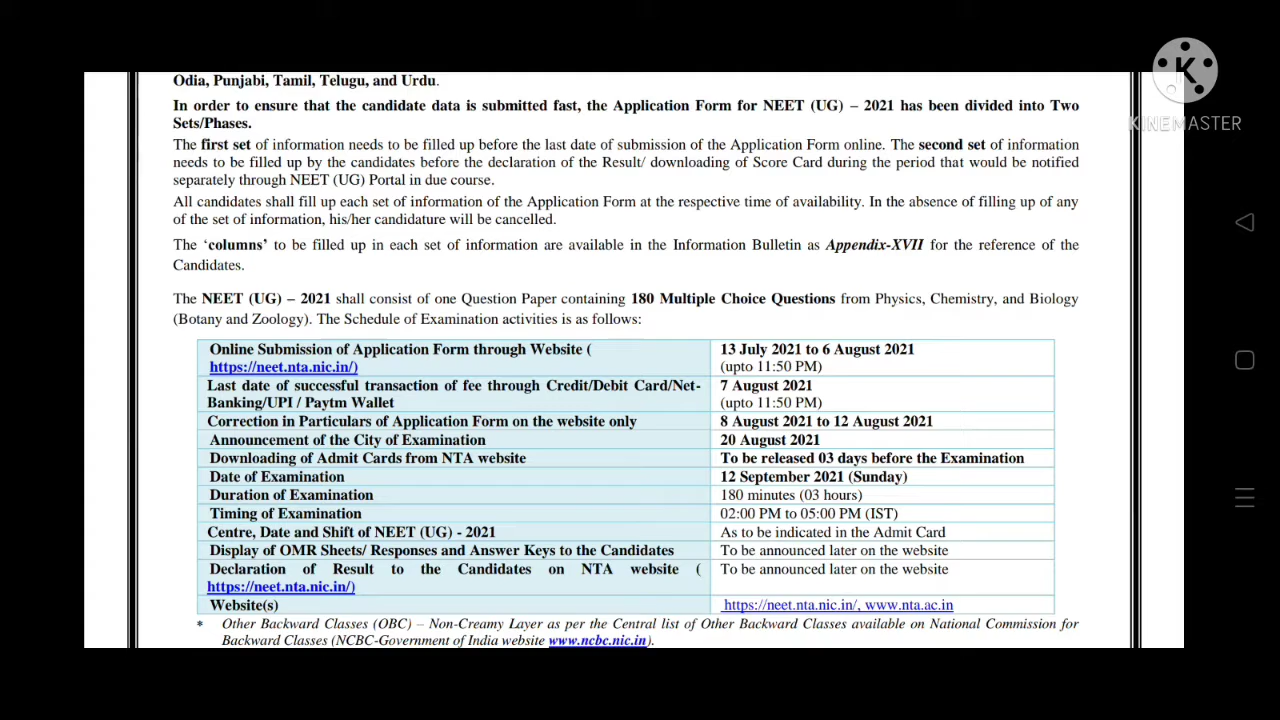 Odia, Punjabi, Tamil, Telugu, and Urdu.
In order to ensure that the candidate data is submitted fast, the Application Form for NEET (UG) – 2021 has been divided into Two
Sets/Phases.
The first set of information needs to be filled up before the last date of submission of the Application Form online. The second set of information
needs to be filled up by the candidates before the declaration of the Result/ downloading of Score Card during the period that would be notified
separately through NEET (UG) Portal in due course.
All candidates shall fill up each set of information of the Application Form at the respective time of availability. In the absence of filling up of any
of the set of information, his/her candidature will be cancelled.
The ‘columns’ to be filled up in each set of information are available in the Information Bulletin as Appendix-XVII for the reference of the
Candidates.
The NEET (UG) – 2021 shall consist of one Question Paper containing 180 Multiple Choice Questions from Physics, Chemistry, and Biology
(Botany and Zoology). The Schedule of Examination activities is as follows:
Online Submission of Application Form through Website (
https://neet.nta.nic.in/)
13 July 2021 to 6 August 2021
(upto 11:50 PM)
Last date of successful transaction of fee through Credit/Debit Card/Net-
Banking/UPI / Paytm Wallet
7 August 2021
(upto 11:50 PM)
Correction in Particulars of Application Form on the website only
8 August 2021 to 12 August 2021
Announcement of the City of Examination
20 August 2021
Downloading of Admit Cards from NTA website
To be released 03 days before the Examination
Date of Examination
12 September 2021 (Sunday)
Duration of Examination
180 minutes (03 hours)
Timing of Examination
02:00 PM to 05:00 PM (IST)
Centre, Date and Shift of NEET (UG) - 2021
As to be indicated in the Admit Card
Display of OMR Sheets/ Responses and Answer Keys to the Candidates
To be announced later on the website
Declaration of Result to the Candidates on NTA website (
https://neet.nta.nic.in/)
To be announced later on the website
Website(s)
https://neet.nta.nic.in/, www.nta.ac.in
* Other Backward Classes (OBC) – Non-Creamy Layer as per the Central list of Other Backward Classes available on National Commission for
Backward Classes (NCBC-Government of India website www.ncbc.nic.in).
K
KINEMASTER